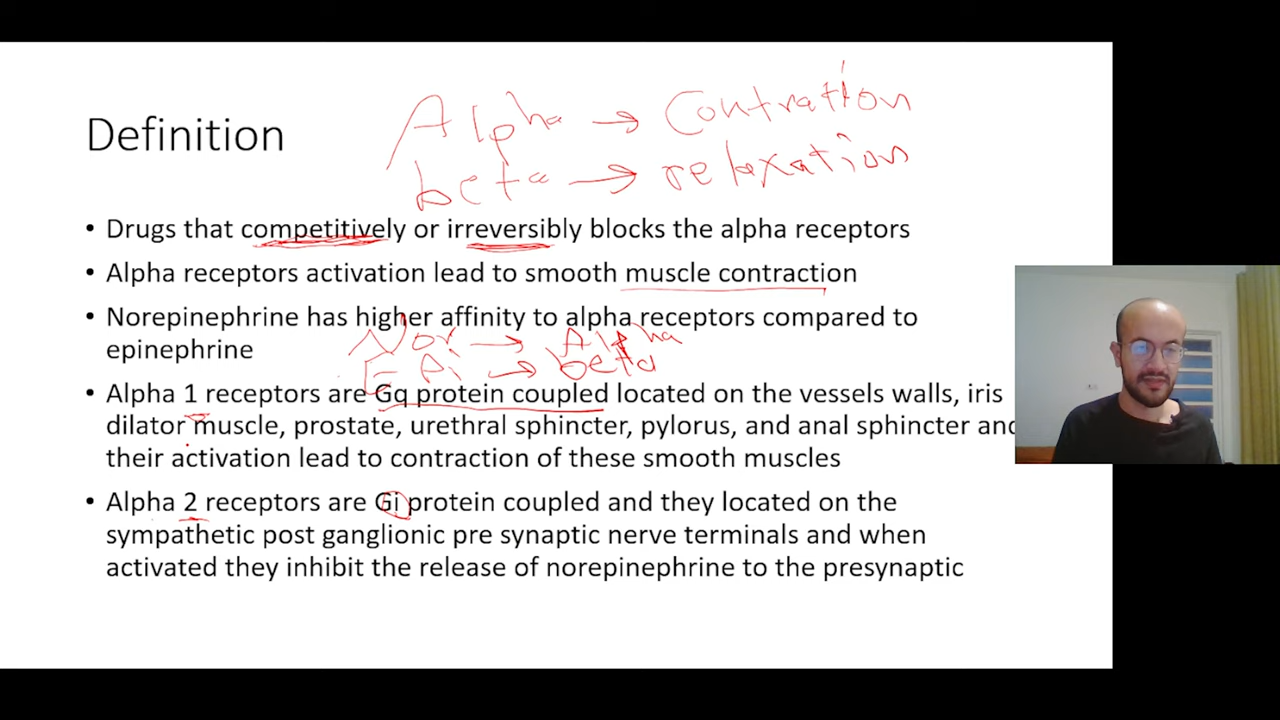 Alpha → Contration
Definition
beta → relaxation
• Drugs that competitively or irreversibly blocks the alpha receptors
• Alpha receptors activation lead to smooth muscle contraction
• Norepinephrine has higher affinity to alpha receptors compared to
epinephrine
Nor → Alpha
EPi → beta
• Alpha 1 receptors are Gq protein coupled located on the vessels walls, iris
dilator muscle, prostate, urethral sphincter, pylorus, and anal sphincter and
their activation lead to contraction of these smooth muscles
• Alpha 2 receptors are Gi protein coupled and they located on the
sympathetic post ganglionic pre synaptic nerve terminals and when
activated they inhibit the release of norepinephrine to the presynaptic